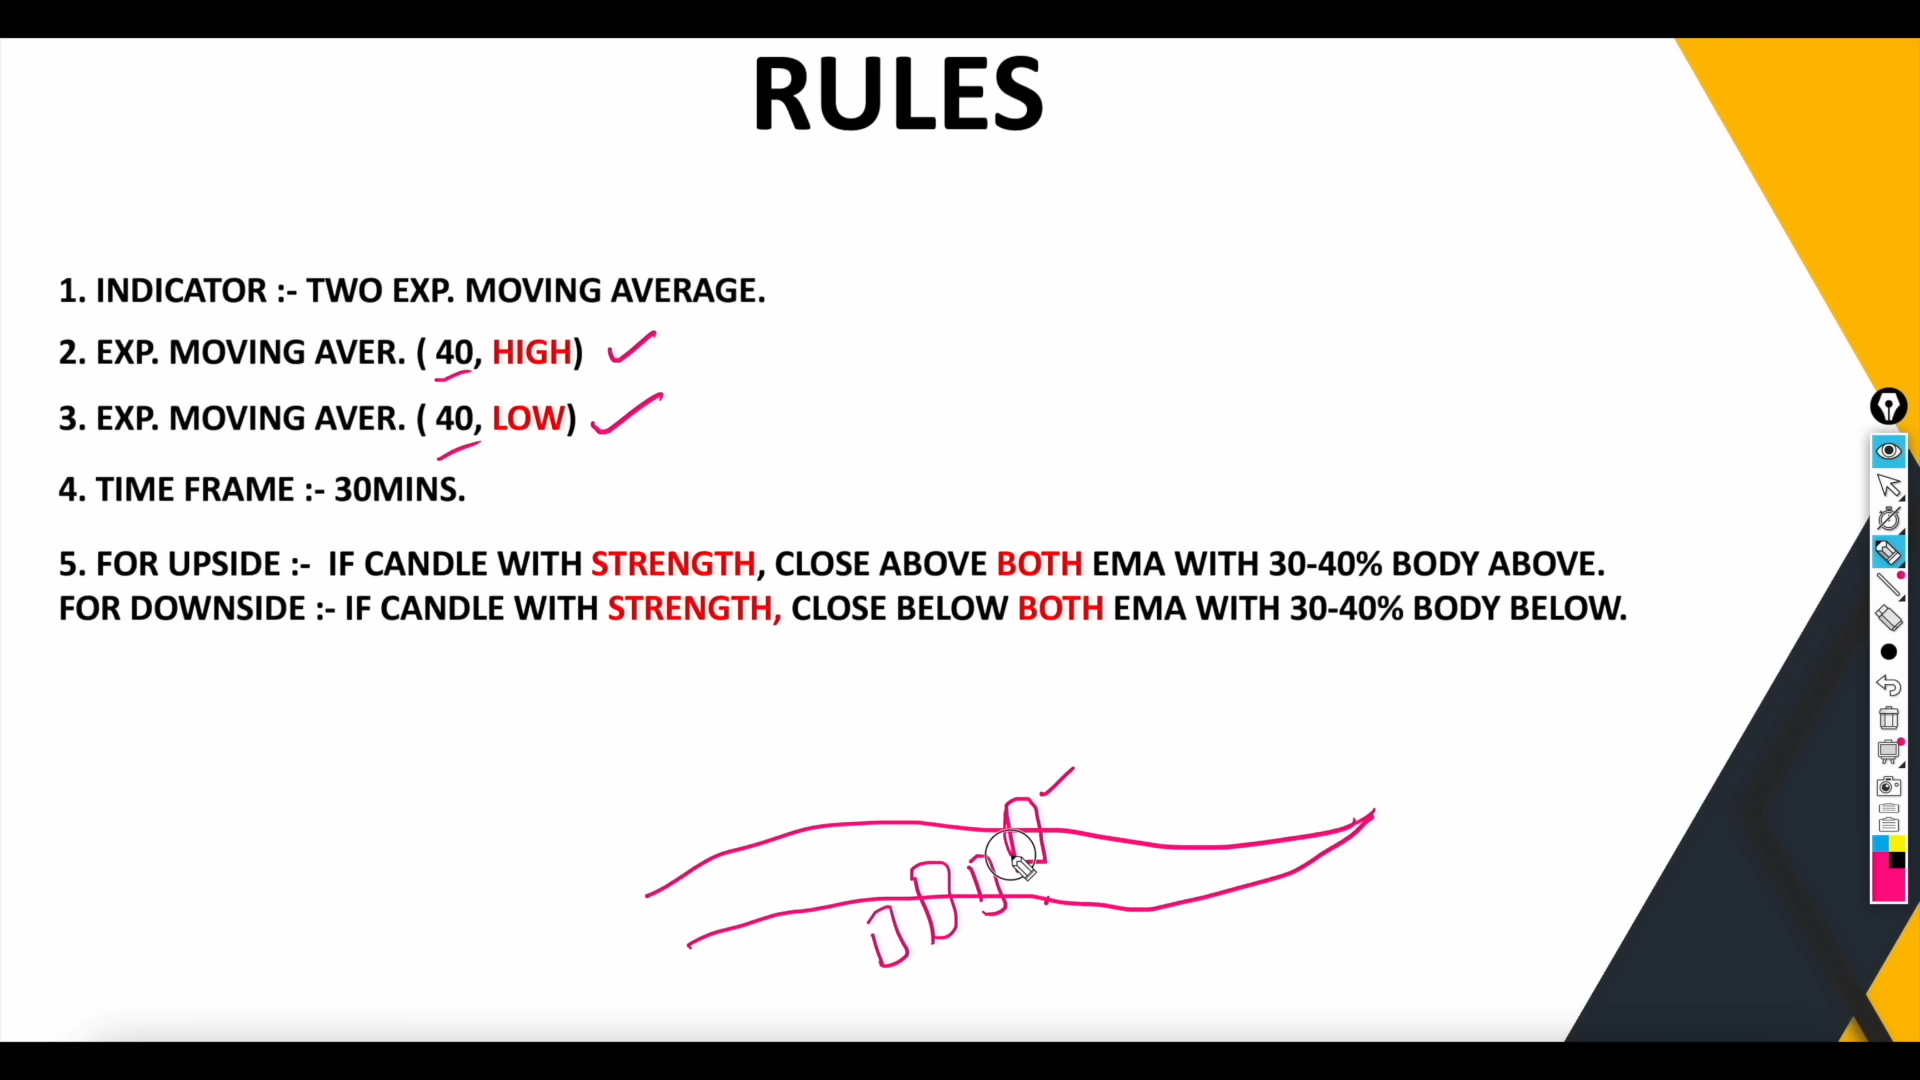 RULES
1. INDICATOR :- TWO EXP. MOVING AVERAGE.
2. EXP. MOVING AVER. ( 40, HIGH)
3. EXP. MOVING AVER. ( 40, LOW)
4. TIME FRAME :- 30MINS.
5. FOR UPSIDE :- IF CANDLE WITH STRENGTH, CLOSE ABOVE BOTH EMA WITH 30-40% BODY ABOVE.
FOR DOWNSIDE :- IF CANDLE WITH STRENGTH, CLOSE BELOW BOTH EMA WITH 30-40% BODY BELOW.